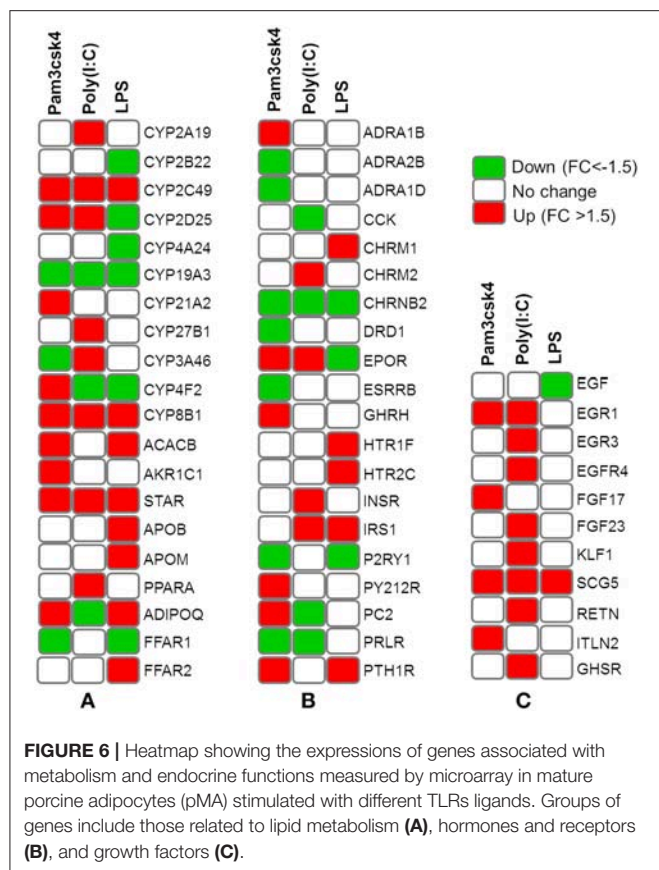 Pam3csk4
Poly(I:C)
LPS
CYP2A19
CYP2B22
CYP2C49
CYP2D25
CYP4A24
CYP19A3
CYP21A2
CYP27B1
CYP3A46
CYP4F2
CYP8B1
ACACB
AKR1C1
STAR
APOB
APOM
PPARA
ADIPOQ
FFAR1
FFAR2
A
Pam3csk4
Poly(I:C)
LPS
ADRA1B
ADRA2B
ADRA1D
CCK
CHRM1
CHRM2
CHRNB2
DRD1
EPOR
ESRRB
GHRH
HTR1F
HTR2C
INSR
IRS1
P2RY1
PY212R
PC2
PRLR
PTH1R
B
Down (FC<-1.5)
No change
Up (FC >1.5)
Pam3csk4
Poly(I:C)
LPS
EGF
EGR1
EGR3
EGFR4
FGF17
FGF23
KLF1
SCG5
RETN
ITLN2
GHSR
C
FIGURE 6 | Heatmap showing the expressions of genes associated with
metabolism and endocrine functions measured by microarray in mature
porcine adipocytes (pMA) stimulated with different TLRs ligands. Groups of
genes include those related to lipid metabolism (A), hormones and receptors
(B), and growth factors (C).